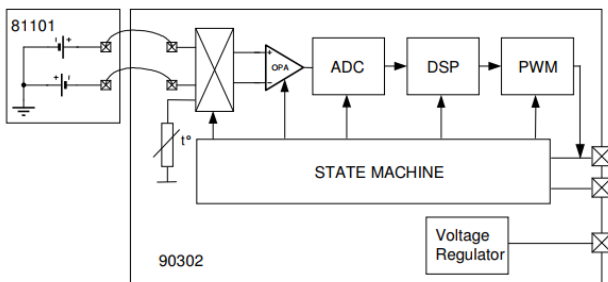 81101
+
-
+
-
+
-
OPA
ADC
DSP
PWM
t°
STATE MACHINE
Voltage
Regulator
90302